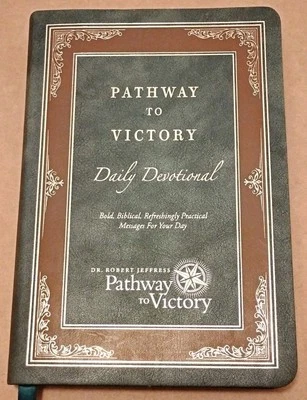 PATHWAY
TO
VICTORY
Daily Devotional
Bold, Biblical, Refreshingly Practical
Messages For Your Day
DR. ROBERT JEFFRESS
Pathway
TO Victory